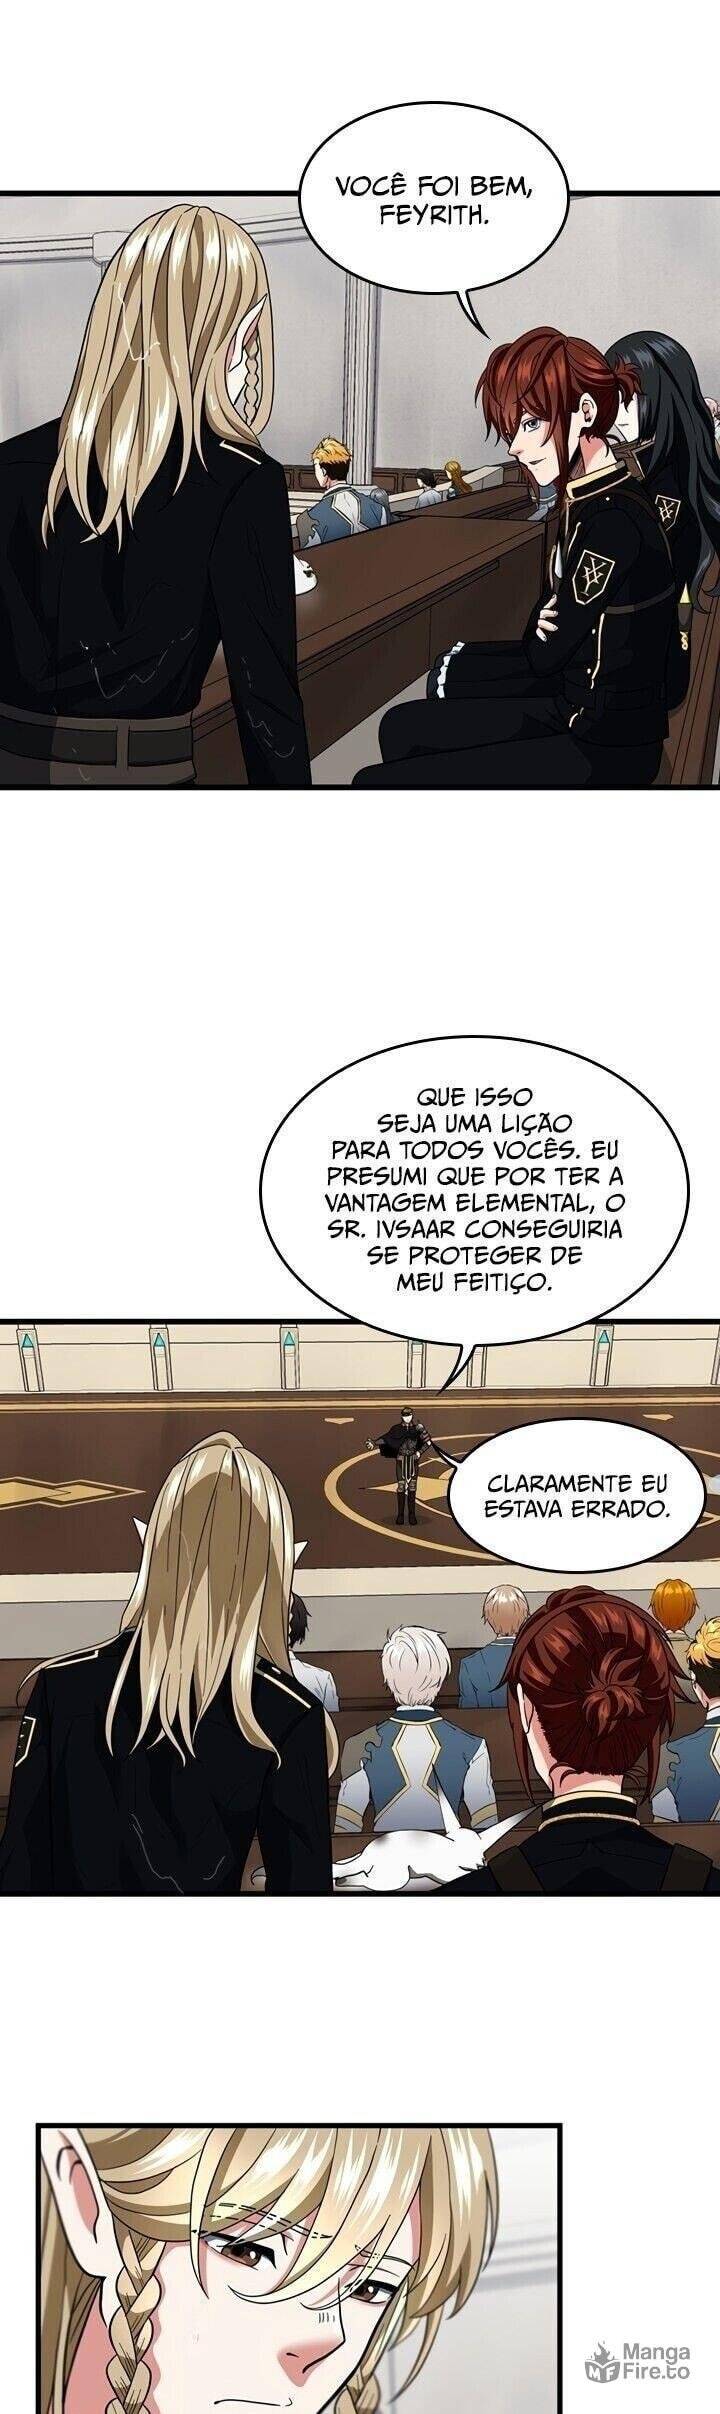 VOCÊ FOI BEM,
FEYRITH.
QUE ISSO
SEJA UMA LIÇÃO
PARA TODOS VOCÊS. EU
PRESUMI QUE POR TER A
VANTAGEM ELEMENTAL, O
SR. IVSAAR CONSEGUIRIA
SE PROTEGER DE
MEU FEITIÇO.
CLARAMENTE EU
ESTAVA ERRADO.
Manga
MF Fire.to